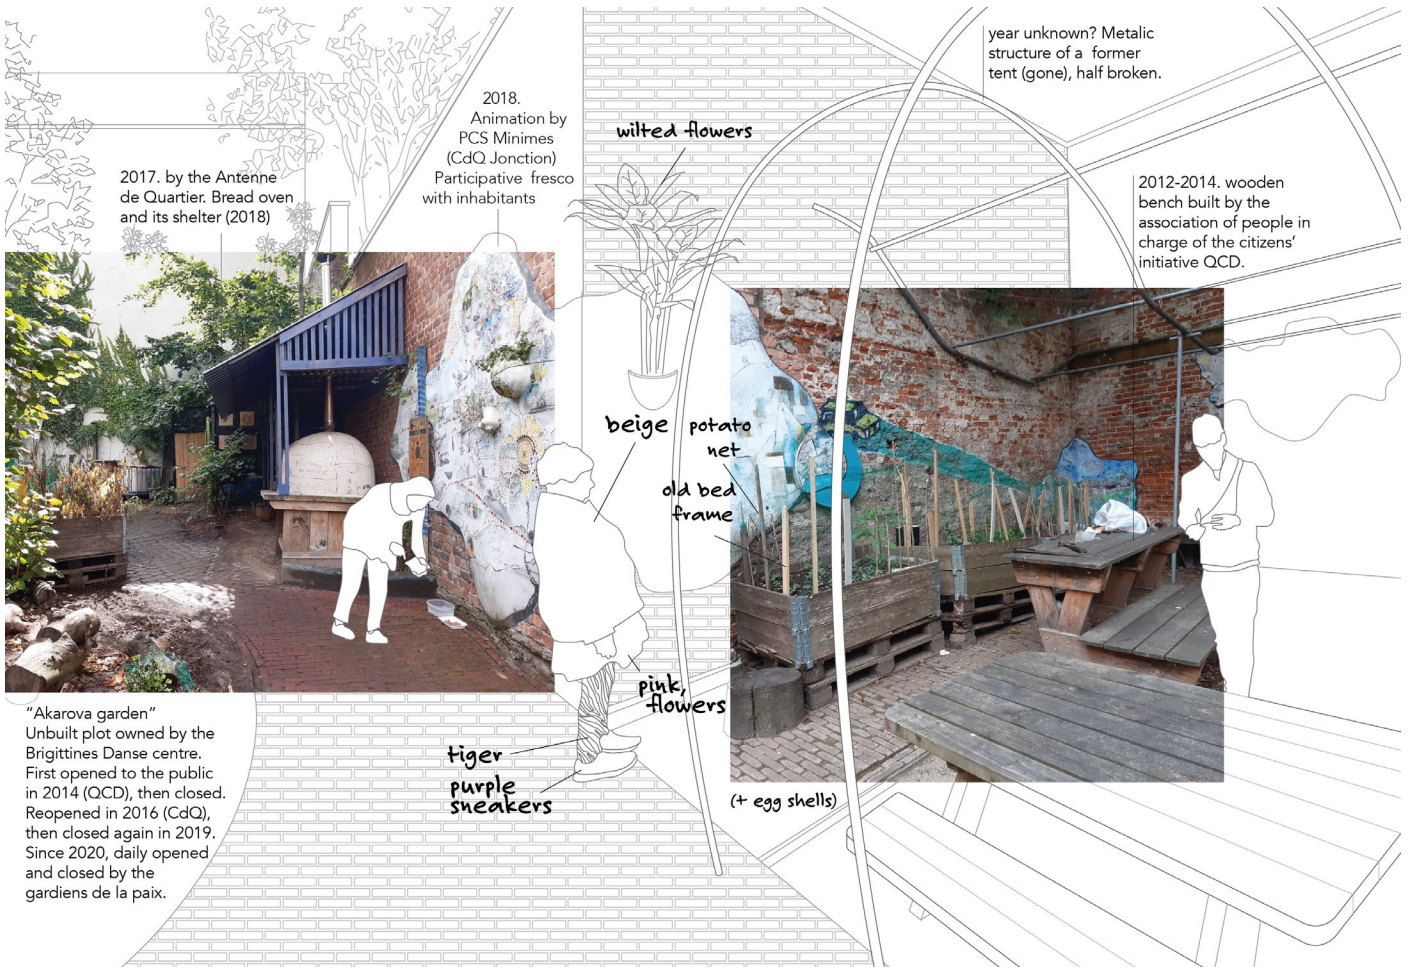 year unknown? Metalic
structure of a former
tent (gone), half broken.
2018.
Animation by
PCS Minimes
(CdQ Jonction)
Participative fresco
with inhabitants
wilted flowers
2017. by the Antenne
de Quartier. Bread oven
and its shelter (2018)
2012-2014. wooden
bench built by the
association of people in
charge of the citizens'
initiative QCD.
beige
potato
net
old bed
frame
pink,
flowers
"Akarova garden"
Unbuilt plot owned by the
Brigittines Danse centre.
First opened to the public
in 2014 (QCD), then closed.
Reopened in 2016 (CdQ),
then closed again in 2019.
Since 2020, daily opened
and closed by the
gardiens de la paix.
tiger
purple
sneakers
(+ egg shells)